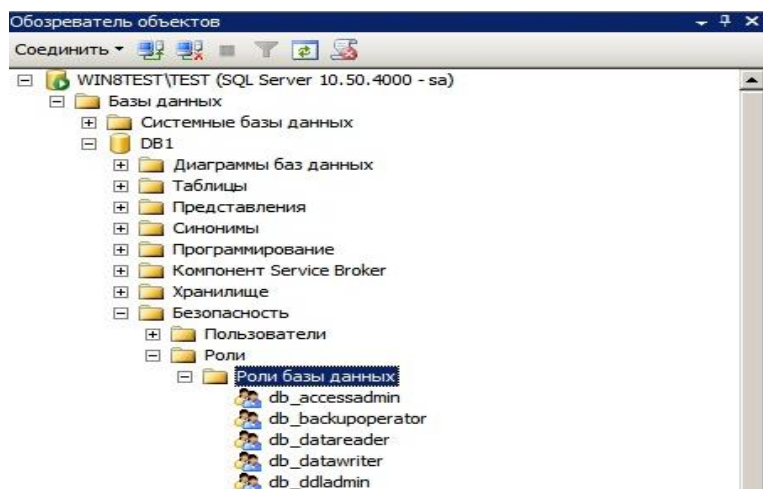 Обозреватель объектов
Соединить
WIN8TEST\TEST (SQL Server 10.50.4000 - sa)
Базы данных
Системные базы данных
DB1
Диаграммы баз данных
Таблицы
Представления
Синонимы
Программирование
Компонент Service Broker
Хранилище
Безопасность
Пользователи
Роли
Роли базы данных
db_accessadmin
db_backupoperator
db_datareader
db_datawriter
db_ddladmin